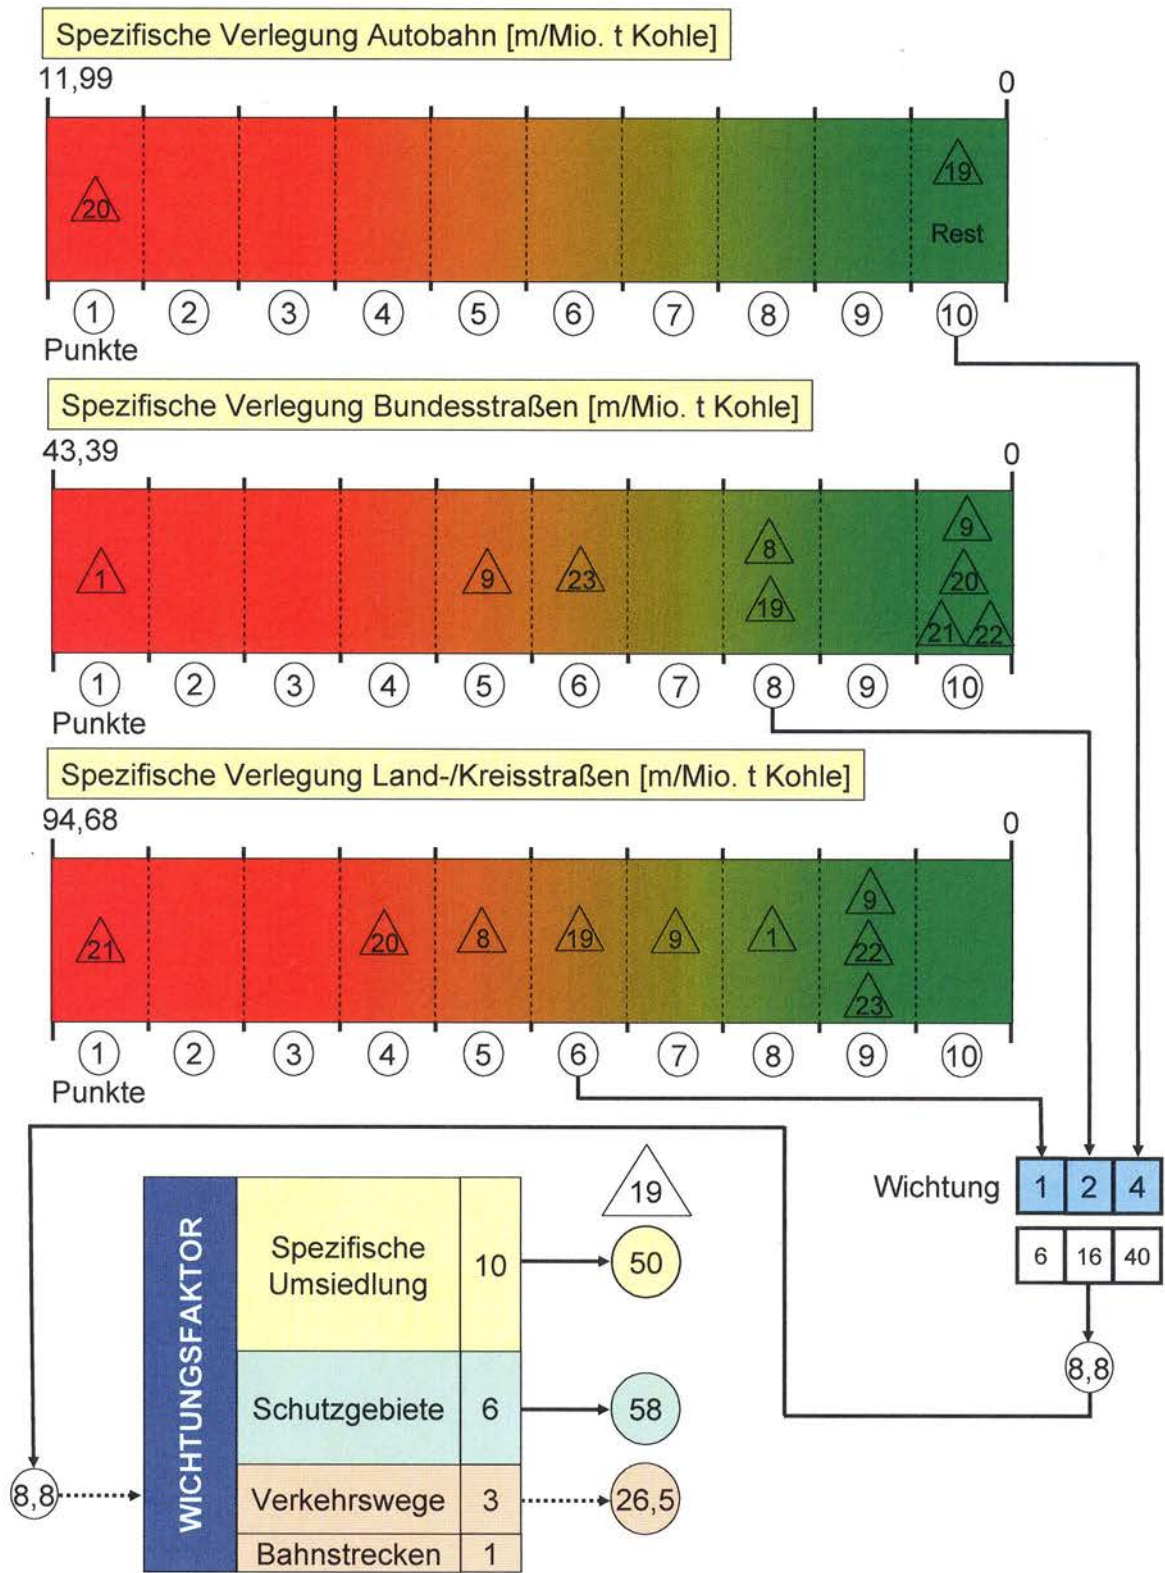 Spezifische Verlegung Autobahn [m/Mio. t Kohle]
11,99 0
20 19
Rest
1 2 3 4 5 6 7 8 9 10
Punkte
Spezifische Verlegung Bundesstraßen [m/Mio. t Kohle]
43,39 0
9
8
1 9 23 20
19
21 22
1 2 3 4 5 6 7 8 9 10
Punkte
Spezifische Verlegung Land-/Kreisstraßen [m/Mio. t Kohle]
94,68 0
9
21 20 8 19 9 1
22
23
1 2 3 4 5 6 7 8 9 10
Punkte
Wichtung 1 2 4
6 16 40
8,8
19
WICHTUNGSFAKTOR
Spezifische
Umsiedlung 10 50
Schutzgebiete 6 58
8,8 Verkehrswege 3 26,5
Bahnstrecken 1